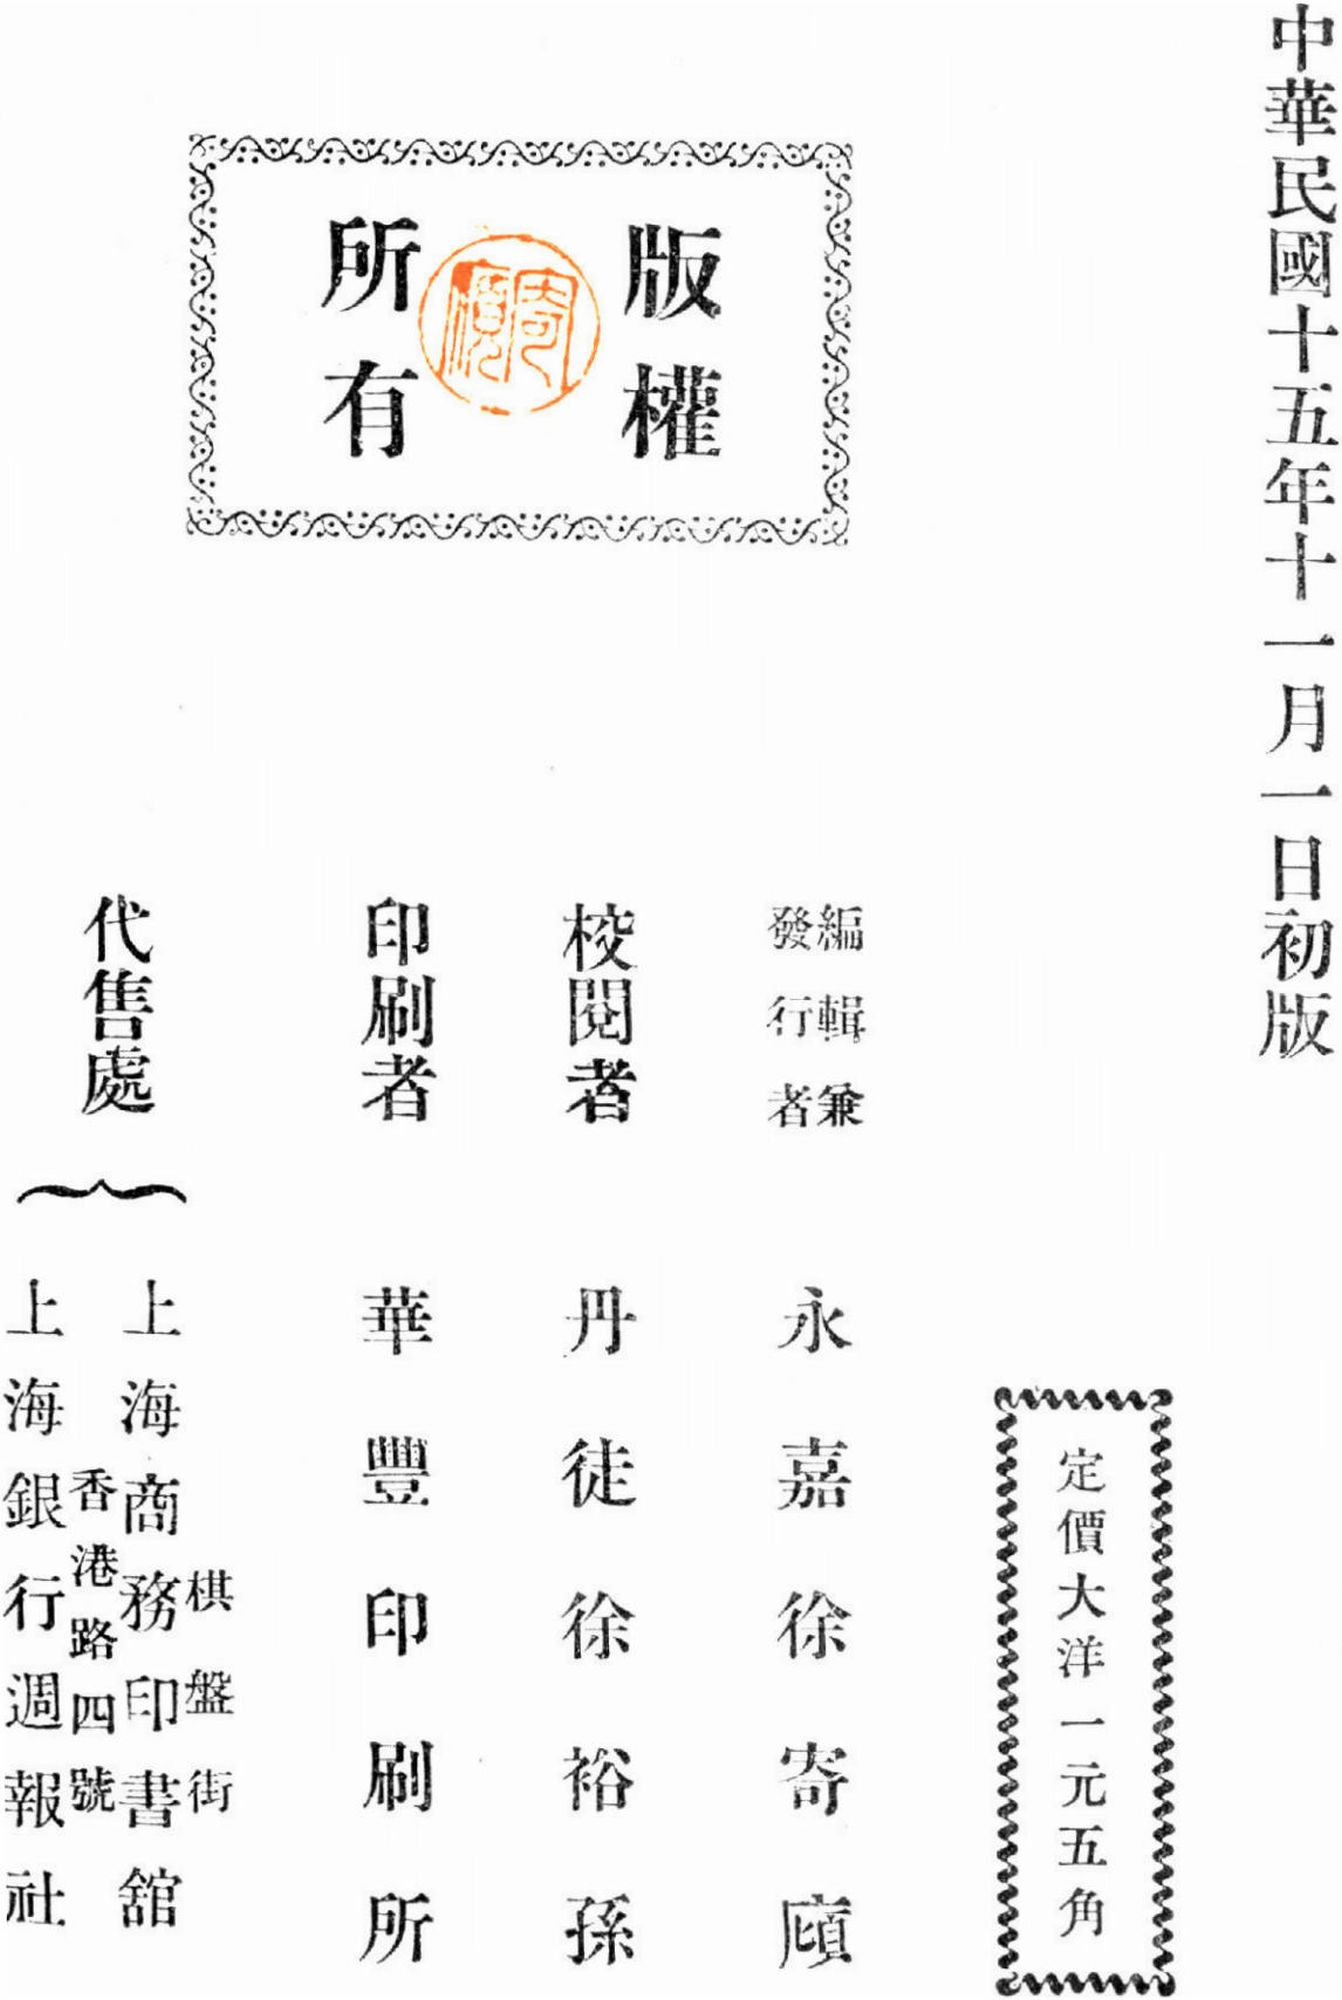 中華民國十五年十一月一日初版
定價大洋一元五角
版權
所有
寄廎
編輯兼
發行者
永嘉徐寄廎
校閱者
丹徒徐裕孫
印刷者
華豐印刷所
代售處
棋盤街
上海商務印書館
香港路四號
上海銀行週報社